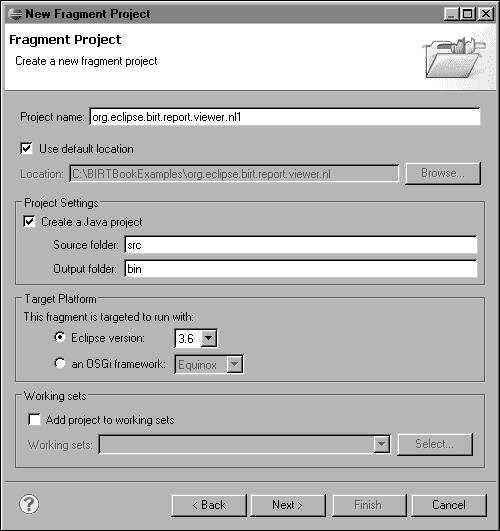 New Fragment Project
Fragment Project
Create a new fragment project
Project name: org.eclipse.birt.report.viewer.nl1
Use default location
Location: C:\BIRTBookExamples\org.eclipse.birt.report.viewer.nl Browse...
Project Settings
Create a Java project
Source folder: src
Output folder: bin
Target Platform
This fragment is targeted to run with:
Eclipse version: 3.6
an OSGi framework: Equinox
Working sets
Add project to working sets
Working sets: Select...
? < Back Next > Finish Cancel